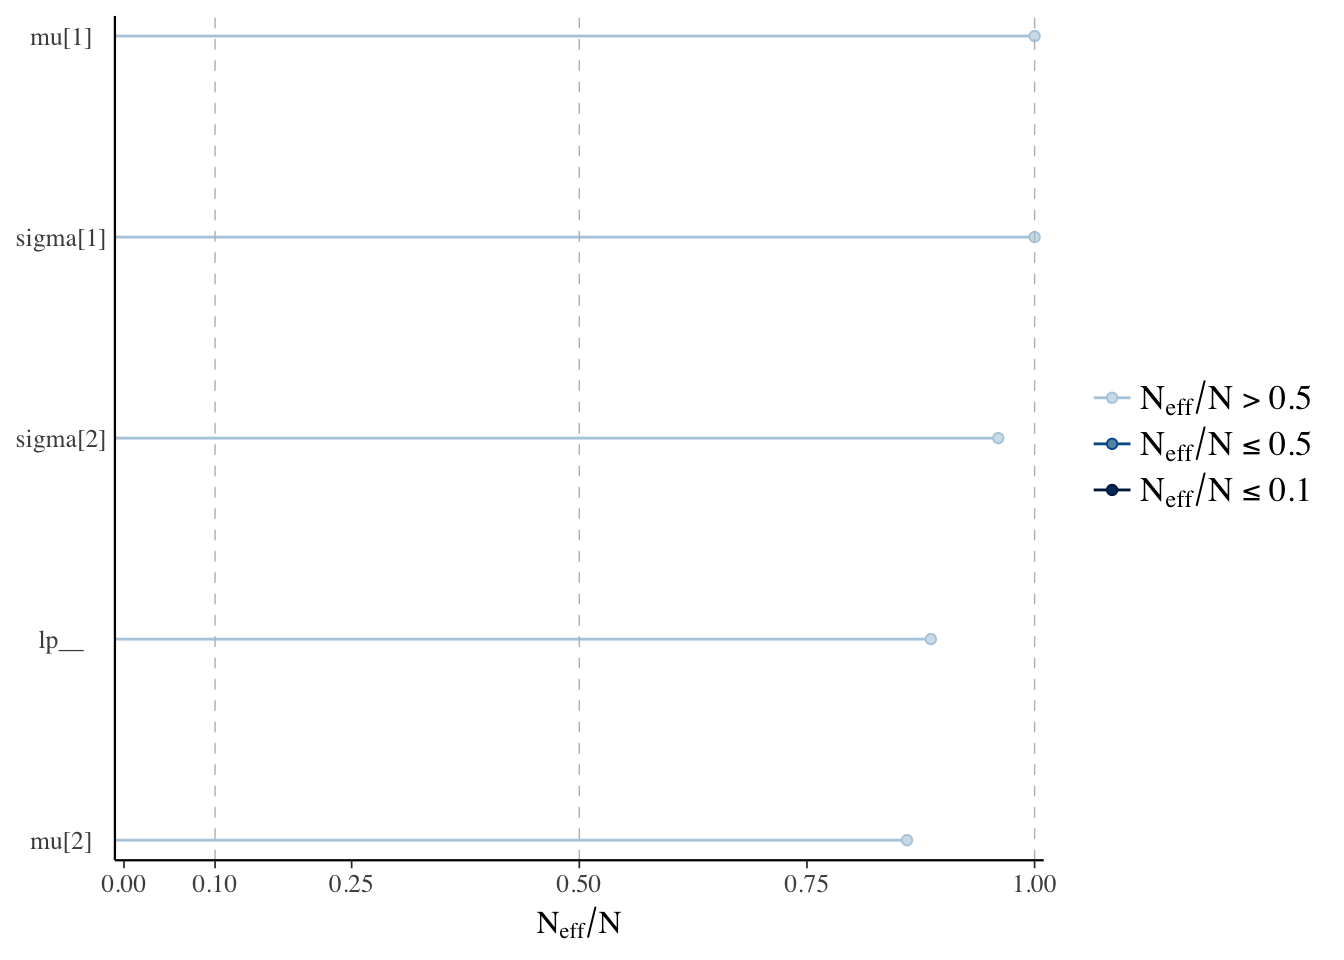 mu[1]
sigma[1]
sigma[2]
lp__
mu[2]
0.00 0.10 0.25 0.50 0.75 1.00
Neff/N
Neff/N > 0.5
Neff/N ≤ 0.5
Neff/N ≤ 0.1